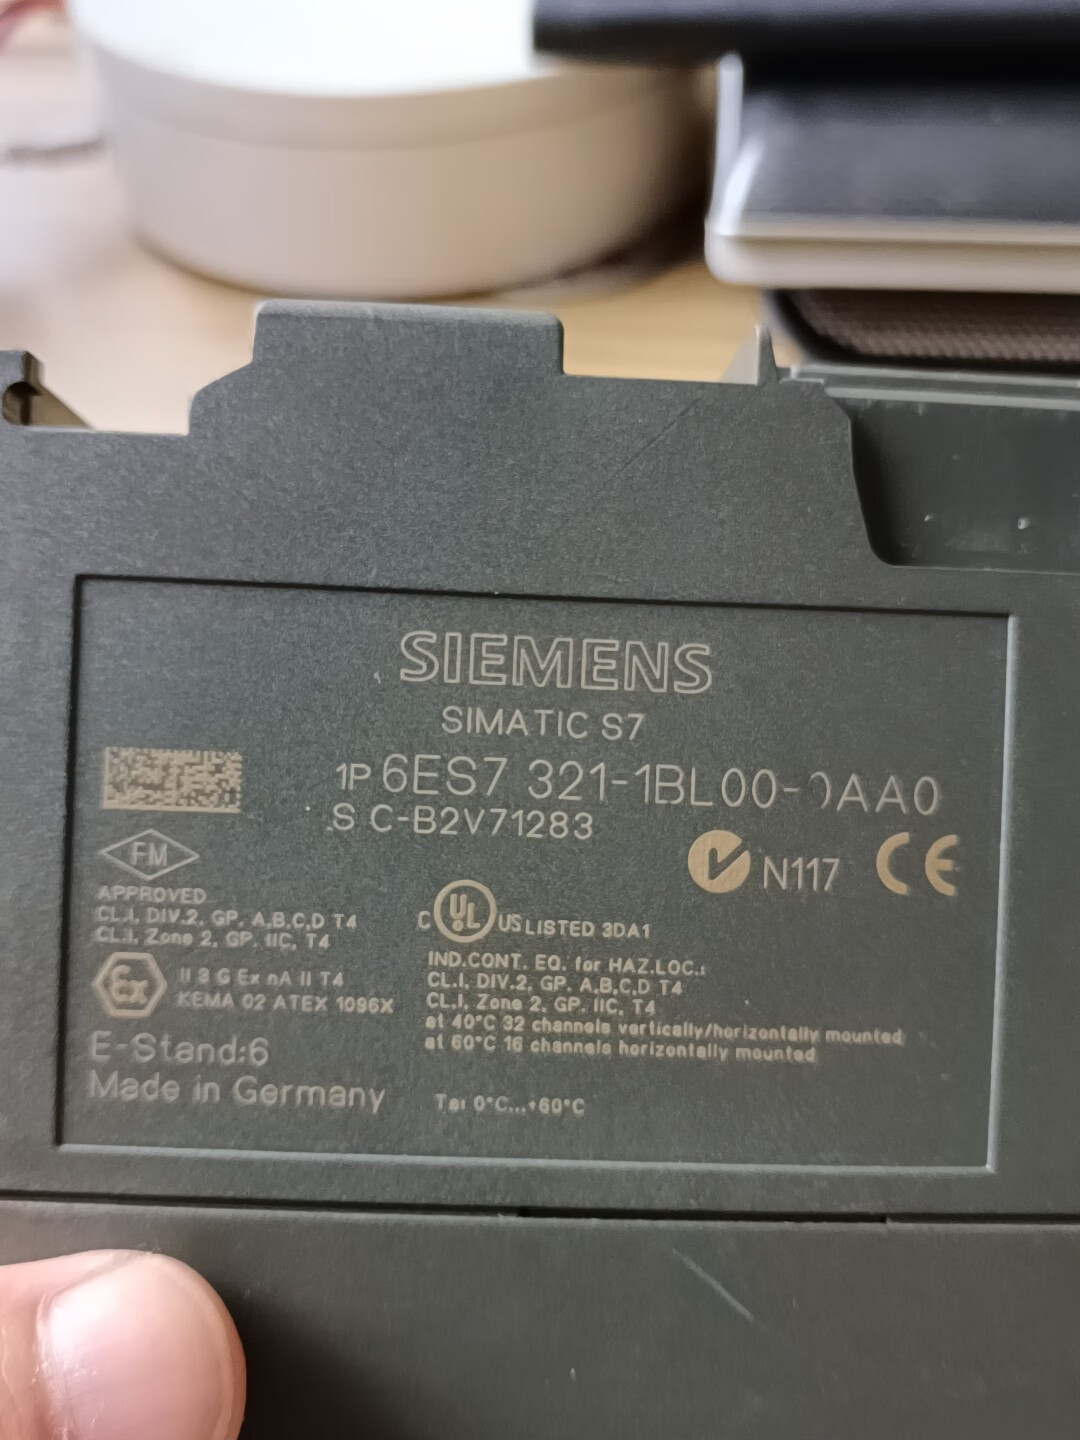 SIEMENS
SIMATIC S7
1P 6ES7 321-1BL00-0AA0
S C-B2V71283
FM
N117 CE
APPROVED
CL.I, DIV.2, GP. A,B,C,D T4
CL.I, Zone 2, GP. IIC, T4
C UL US LISTED 3DA1
IND.CONT. EQ. for HAZ.LOC.:
CL.I, DIV.2, GP. A,B,C,D T4
CL.I, Zone 2, GP. IIC, T4
at 40°C 32 channels vertically/horizontally mounted
at 60°C 16 channels horizontally mounted
Ex II 3 G Ex nA II T4
KEMA 02 ATEX 1096X
E-Stand:6
Made in Germany
Ta: 0°C...+60°C